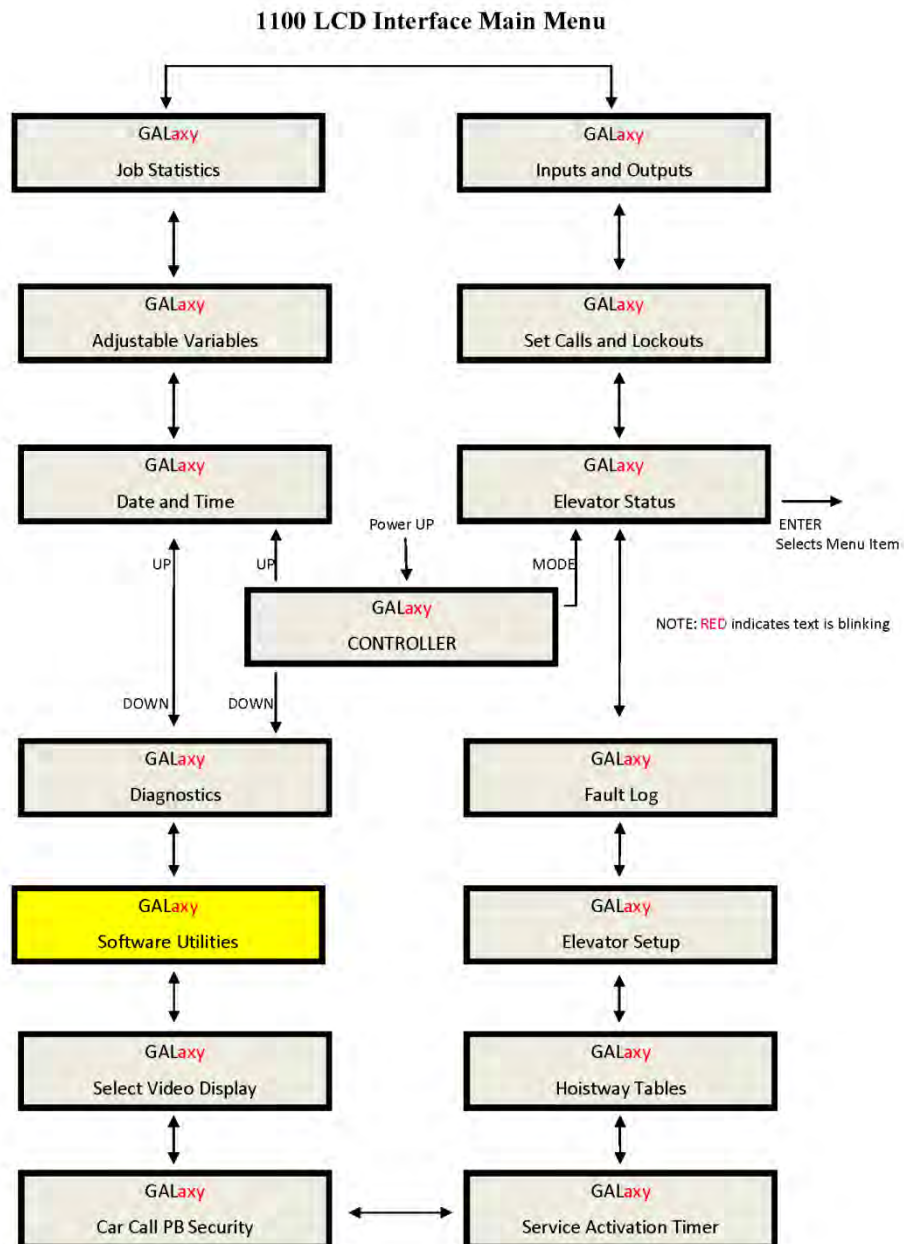 1100 LCD Interface Main Menu
GALaxy
Job Statistics
GALaxy
Inputs and Outputs
GALaxy
Adjustable Variables
GALaxy
Set Calls and Lockouts
GALaxy
Date and Time
GALaxy
Elevator Status
ENTER
Selects Menu Item
Power UP
UP
UP
MODE
GALaxy
CONTROLLER
NOTE: RED indicates text is blinking
DOWN
DOWN
GALaxy
Diagnostics
GALaxy
Fault Log
GALaxy
Software Utilities
GALaxy
Elevator Setup
GALaxy
Select Video Display
GALaxy
Hoistway Tables
GALaxy
Car Call PB Security
GALaxy
Service Activation Timer